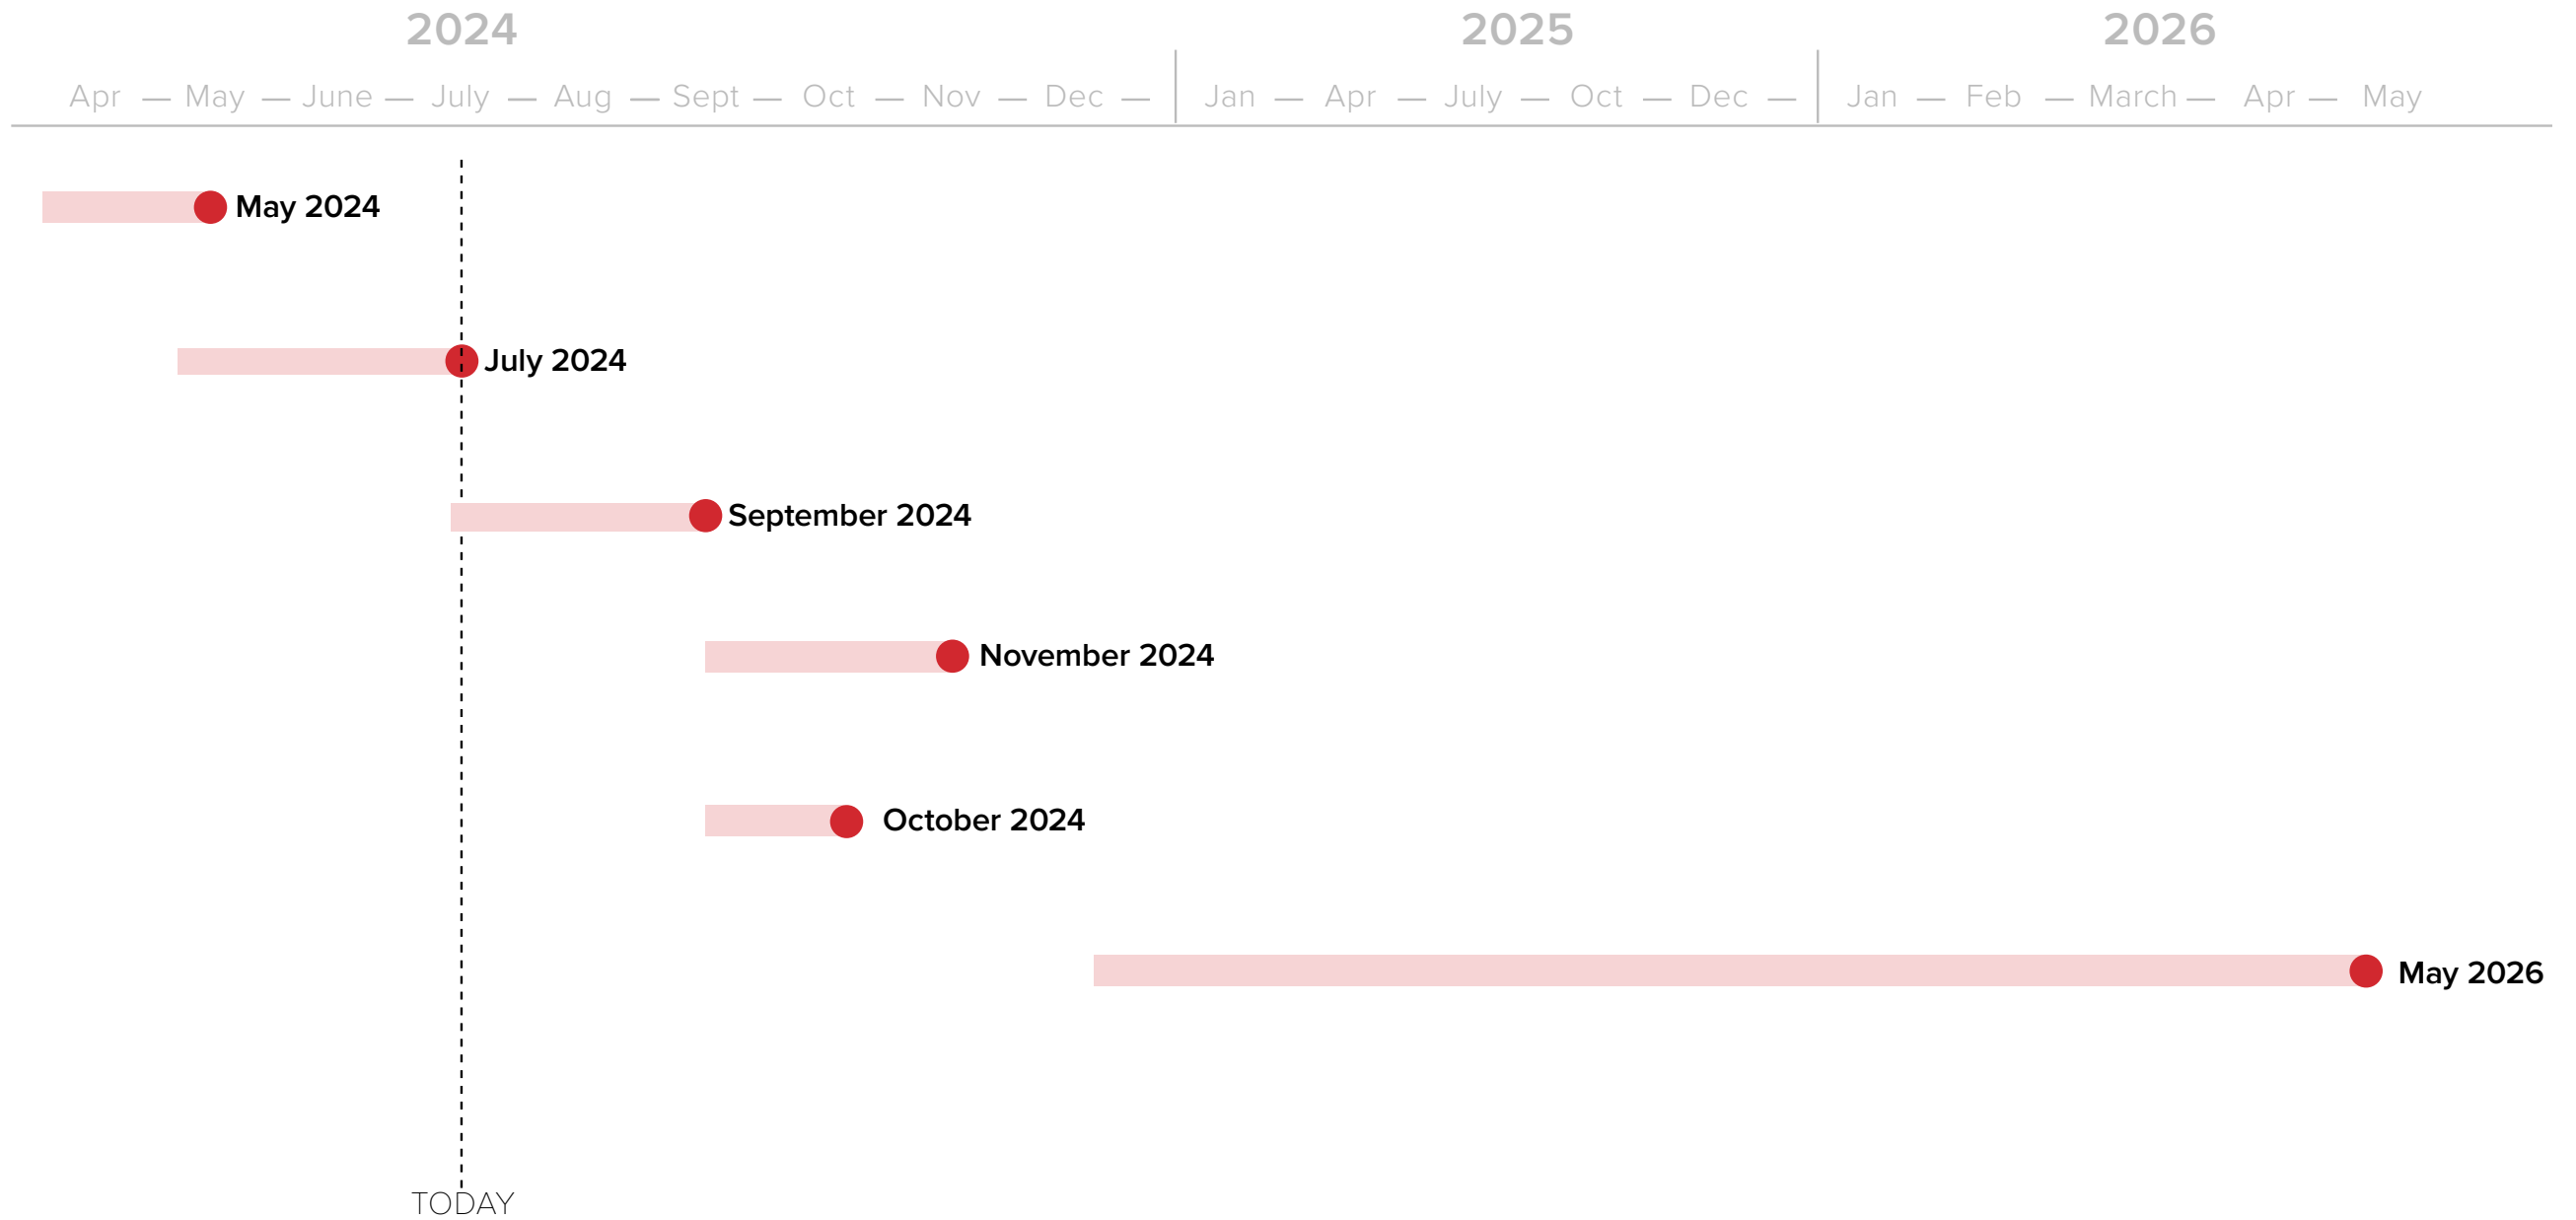 2024 2025 2026
Apr — May — June — July — Aug — Sept — Oct — Nov — Dec — Jan — Apr — July — Oct — Dec — Jan — Feb — March — Apr — May
May 2024
July 2024
September 2024
November 2024
October 2024
May 2026
TODAY